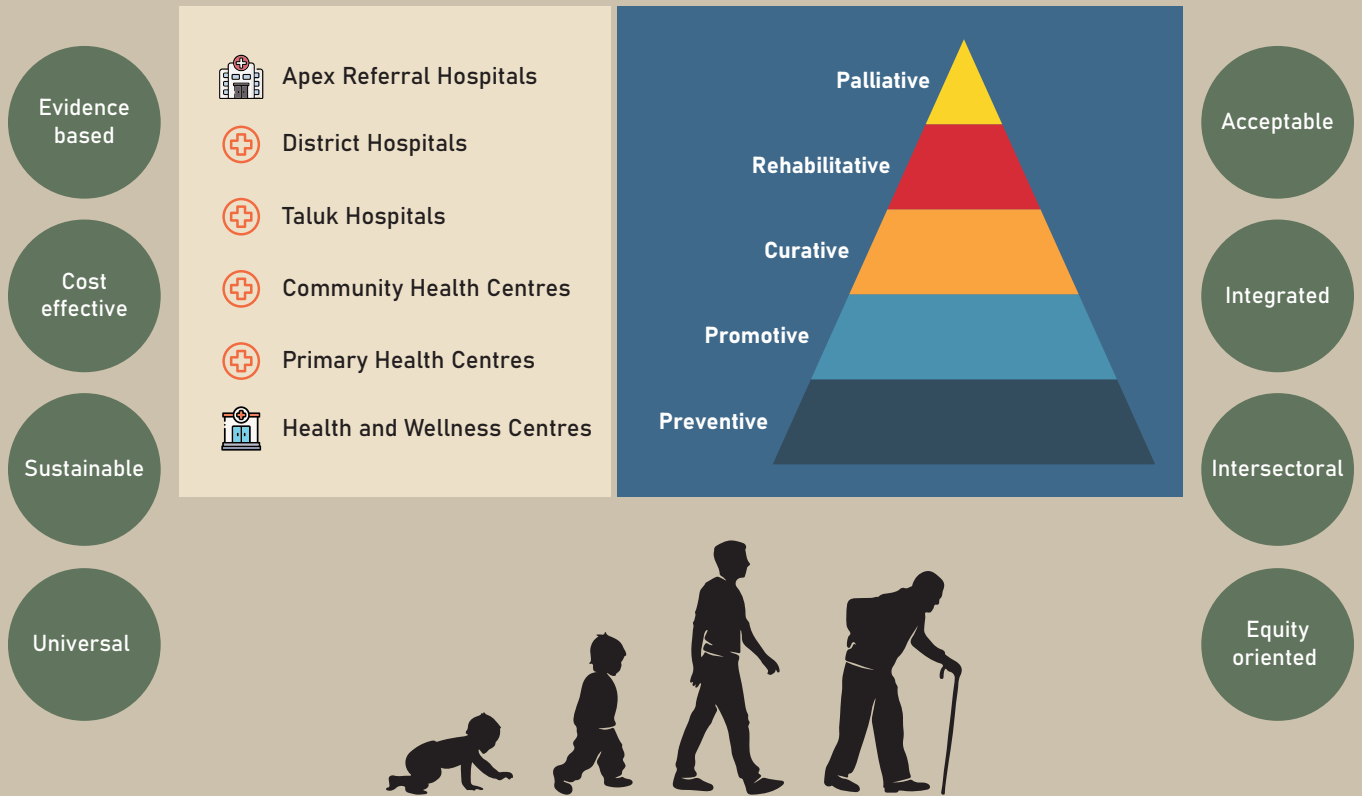 Evidence
based
Cost
effective
Sustainable
Universal
Apex Referral Hospitals
District Hospitals
Taluk Hospitals
Community Health Centres
Primary Health Centres
Health and Wellness Centres
Palliative
Rehabilitative
Curative
Promotive
Preventive
Acceptable
Integrated
Intersectoral
Equity
oriented